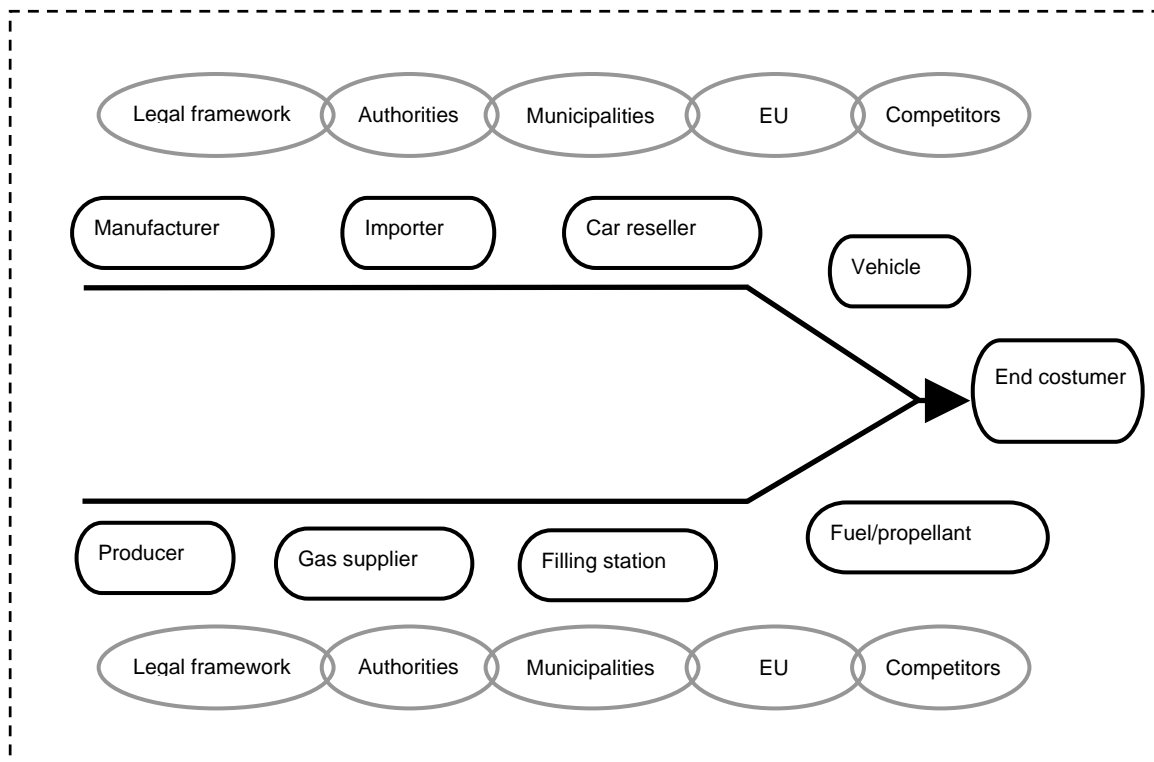 Legal framework
Authorities
Municipalities
EU
Competitors
Manufacturer
Importer
Car reseller
Vehicle
End costumer
Producer
Gas supplier
Filling station
Fuel/propellant
Legal framework
Authorities
Municipalities
EU
Competitors